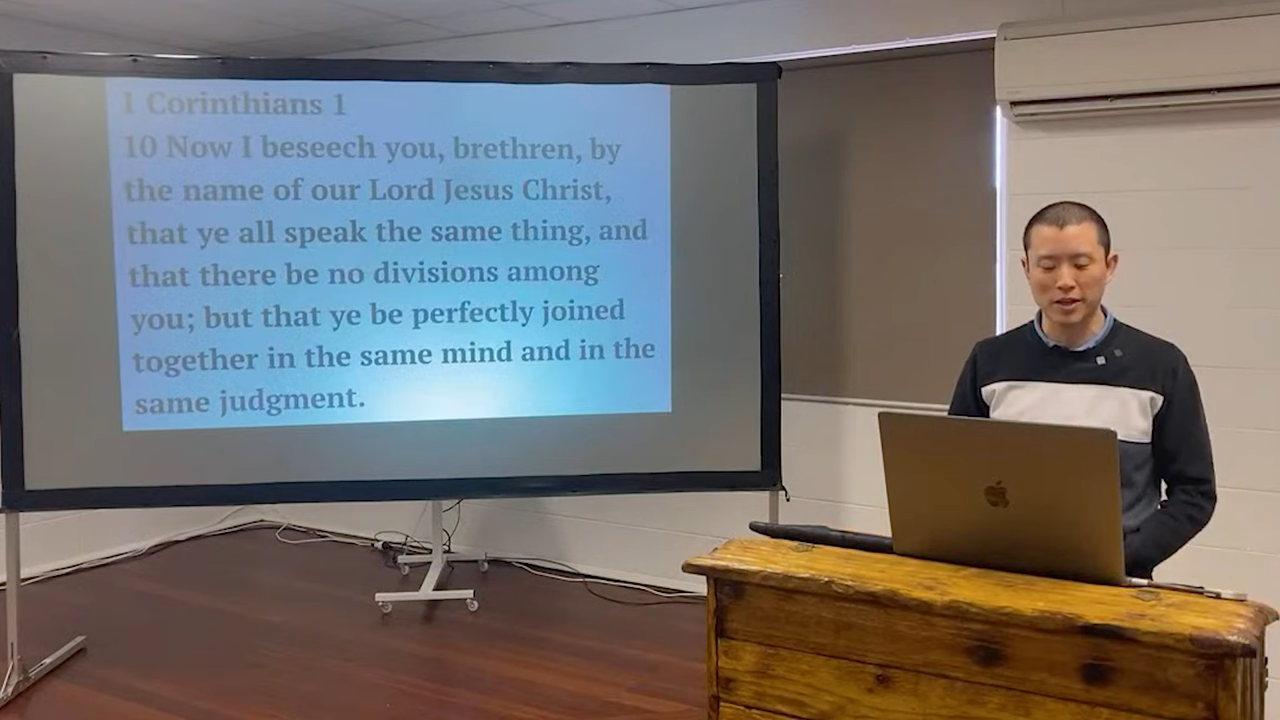 1 Corinthians 1
10 Now I beseech you, brethren, by
the name of our Lord Jesus Christ,
that ye all speak the same thing, and
that there be no divisions among
you; but that ye be perfectly joined
together in the same mind and in the
same judgment.